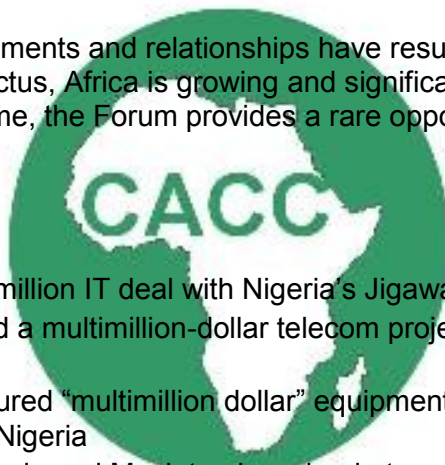 ments and relationships have resu
ctus, Africa is growing and significa
me, the Forum provides a rare oppo
CACC
million IT deal with Nigeria's Jigawa
d a multimillion-dollar telecom proje
ured “multimillion dollar” equipment
Nigeria